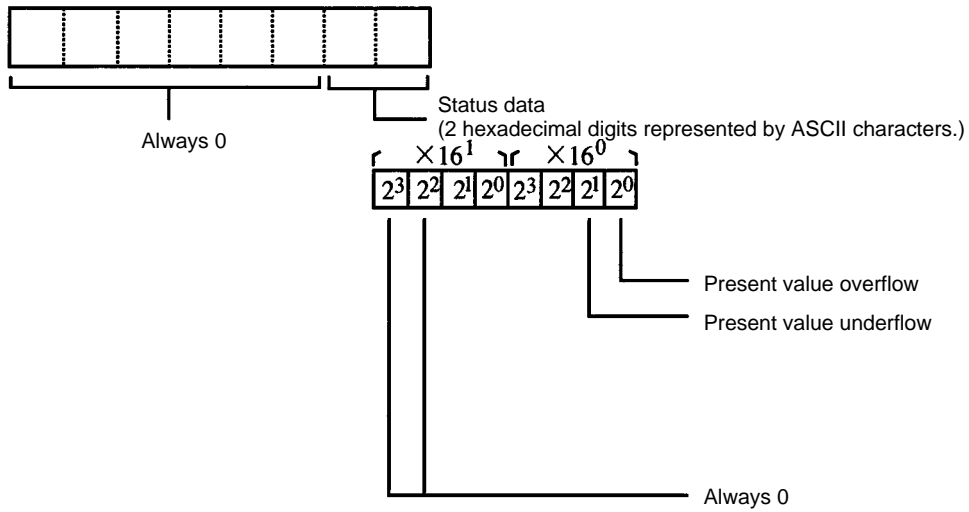 Status data
(2 hexadecimal digits represented by ASCII characters.)
Always 0
×16¹ ×16⁰
2³ 2² 2¹ 2⁰ 2³ 2² 2¹ 2⁰
Present value overflow
Present value underflow
Always 0